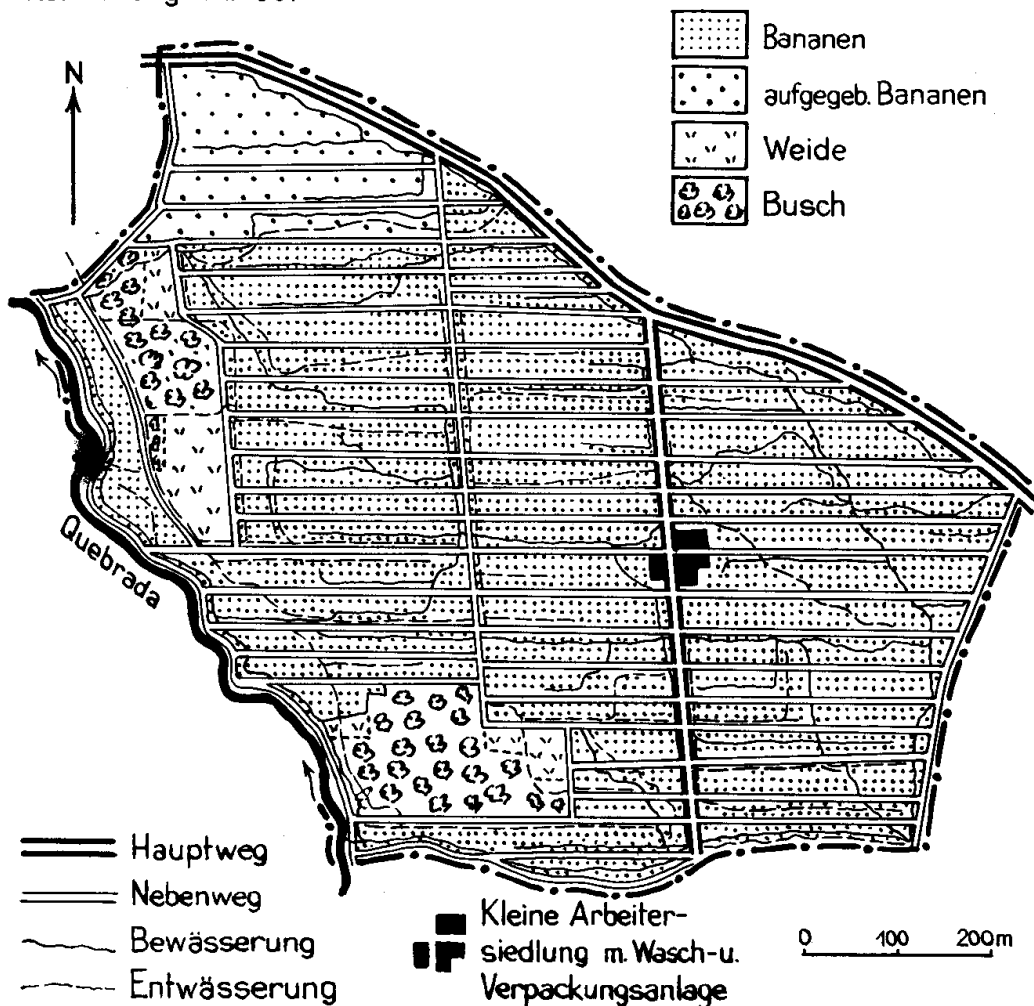 Bananen
aufgegeb. Bananen
Weide
Busch
N
Quebrada
Hauptweg
Nebenweg
Bewässerung
Entwässerung
Kleine Arbeiter-
siedlung m. Wasch-u.
Verpackungsanlage
0 100 200m